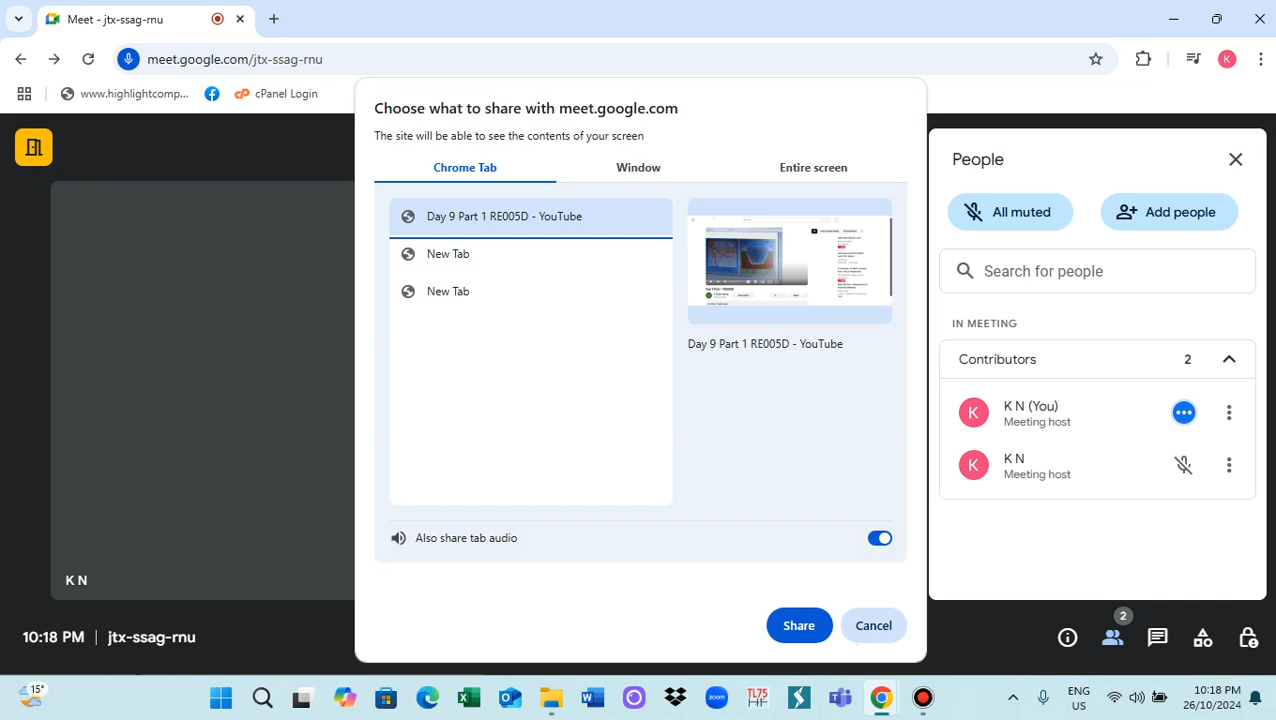 Meet - jtx-ssag-rnu
meet.google.com/jtx-ssag-rnu
K
www.highlightcomp...
cPanel Login
Choose what to share with meet.google.com
The site will be able to see the contents of your screen
Chrome Tab
Window
Entire screen
Day 9 Part 1 RE005D - YouTube
New Tab
New Tab
Day 9 Part 1 RE005D - YouTube
Also share tab audio
Share
Cancel
People
All muted
Add people
Search for people
IN MEETING
Contributors
2
K
K N (You)
Meeting host
K
K N
Meeting host
K N
10:18 PM
jtx-ssag-rnu
2
15°
zoom
TL75
ENG
US
10:18 PM
26/10/2024